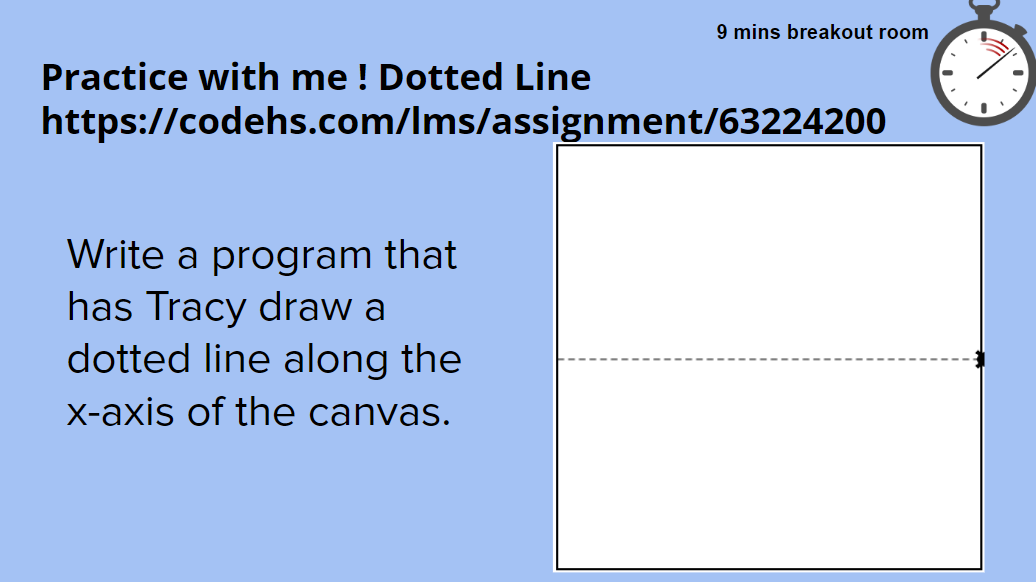 9 mins breakout room
Practice with me ! Dotted Line
https://codehs.com/lms/assignment/63224200
Write a program that
has Tracy draw a
dotted line along the
x-axis of the canvas.